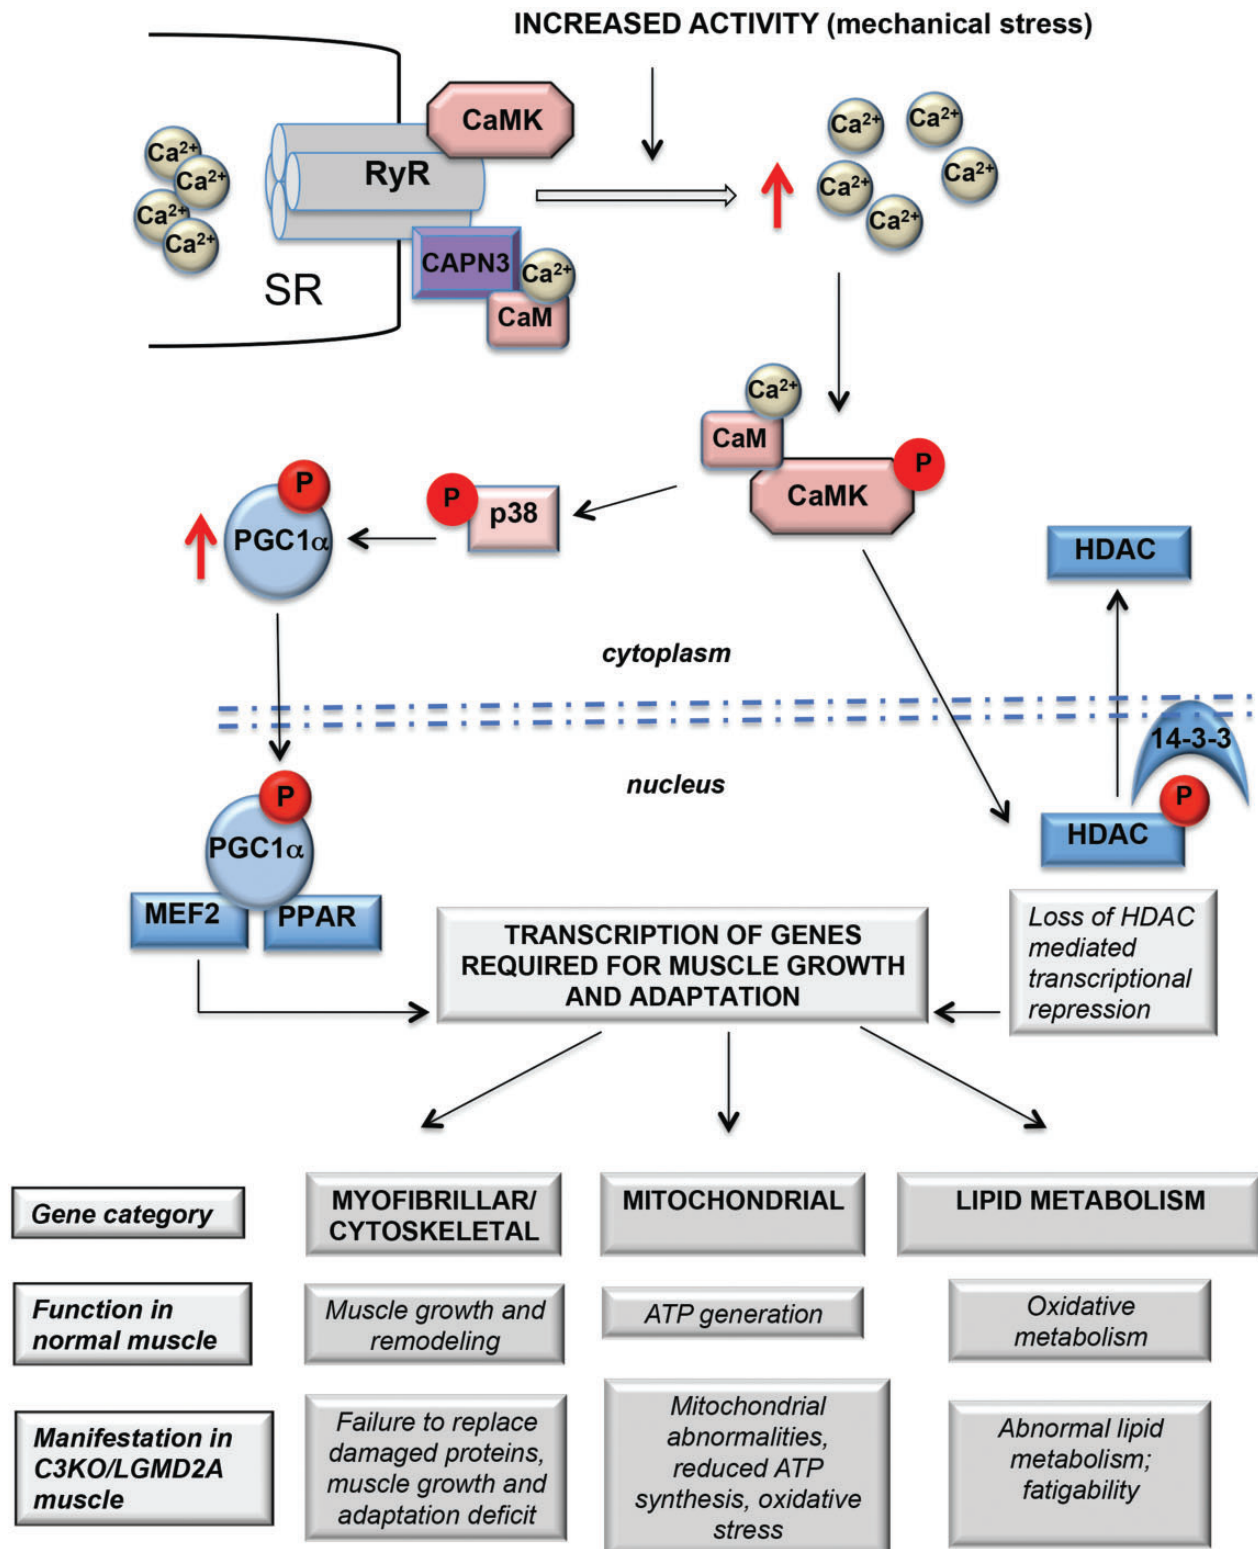 INCREASED ACTIVITY (mechanical stress)
CaMK
RyR
Ca²⁺
Ca²⁺
Ca²⁺
Ca²⁺
SR
CAPN3
Ca²⁺
CaM
Ca²⁺
Ca²⁺
Ca²⁺
Ca²⁺
Ca²⁺
Ca²⁺
CaM
CaMK
P
P
p38
P
PGC1α
HDAC
cytoplasm
nucleus
14-3-3
P
HDAC
P
PGC1α
MEF2
PPAR
TRANSCRIPTION OF GENES
REQUIRED FOR MUSCLE GROWTH
AND ADAPTATION
Loss of HDAC
mediated
transcriptional
repression
Gene category
MYOFIBRILLAR/
CYTOSKELETAL
MITOCHONDRIAL
LIPID METABOLISM
Function in
normal muscle
Muscle growth and
remodeling
ATP generation
Oxidative
metabolism
Manifestation in
C3KO/LGMD2A
muscle
Failure to replace
damaged proteins,
muscle growth and
adaptation deficit
Mitochondrial
abnormalities,
reduced ATP
synthesis, oxidative
stress
Abnormal lipid
metabolism;
fatigability